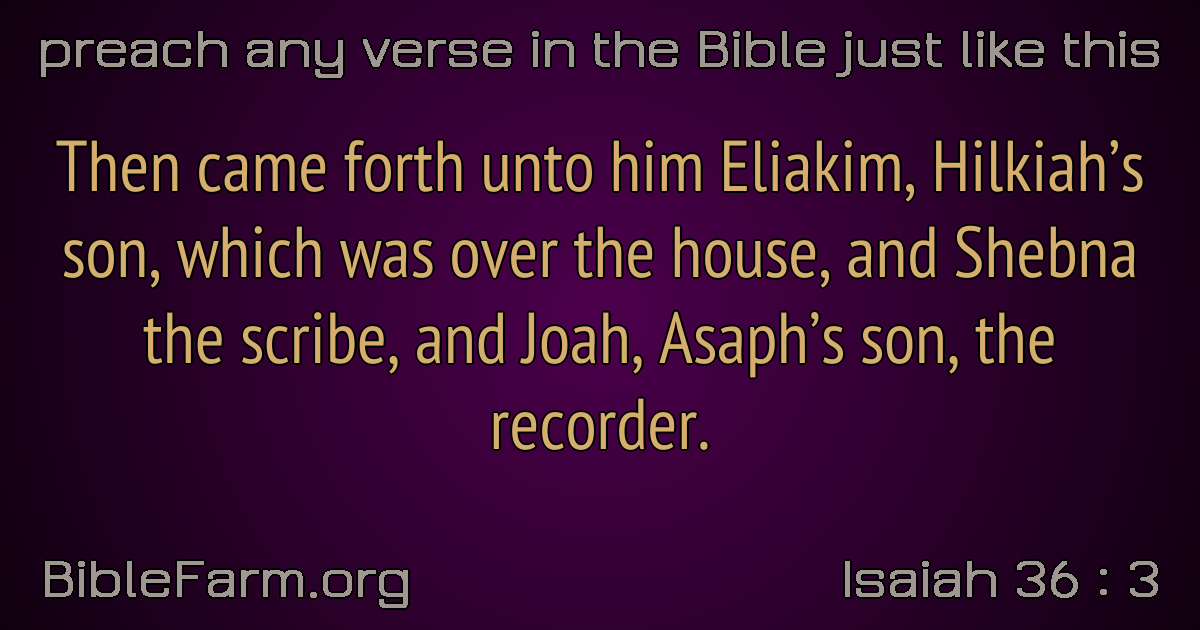 preach any verse in the Bible just like this
Then came forth unto him Eliakim, Hilkiah’s
son, which was over the house, and Shebna
the scribe, and Joah, Asaph’s son, the
recorder.
BibleFarm.org
Isaiah 36 : 3